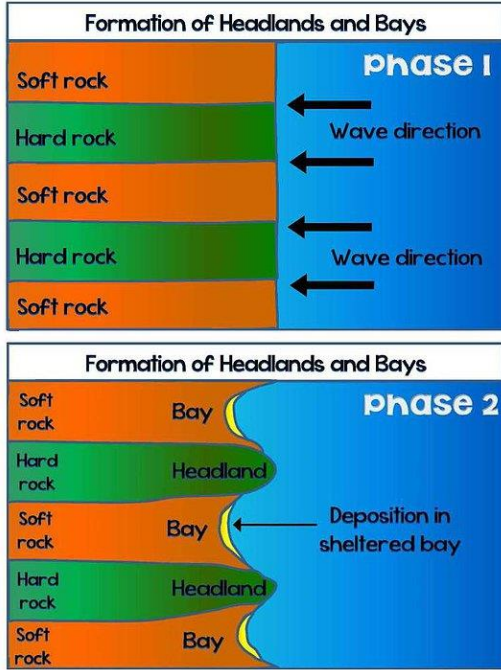 Formation of Headlands and Bays
Phase 1
Soft rock
Hard rock
Wave direction
Soft rock
Hard rock
Wave direction
Soft rock
Formation of Headlands and Bays
Phase 2
Soft
rock
Bay
Hard
rock
Headland
Soft
rock
Bay
Deposition in
sheltered bay
Hard
rock
Headland
Soft
rock
Bay